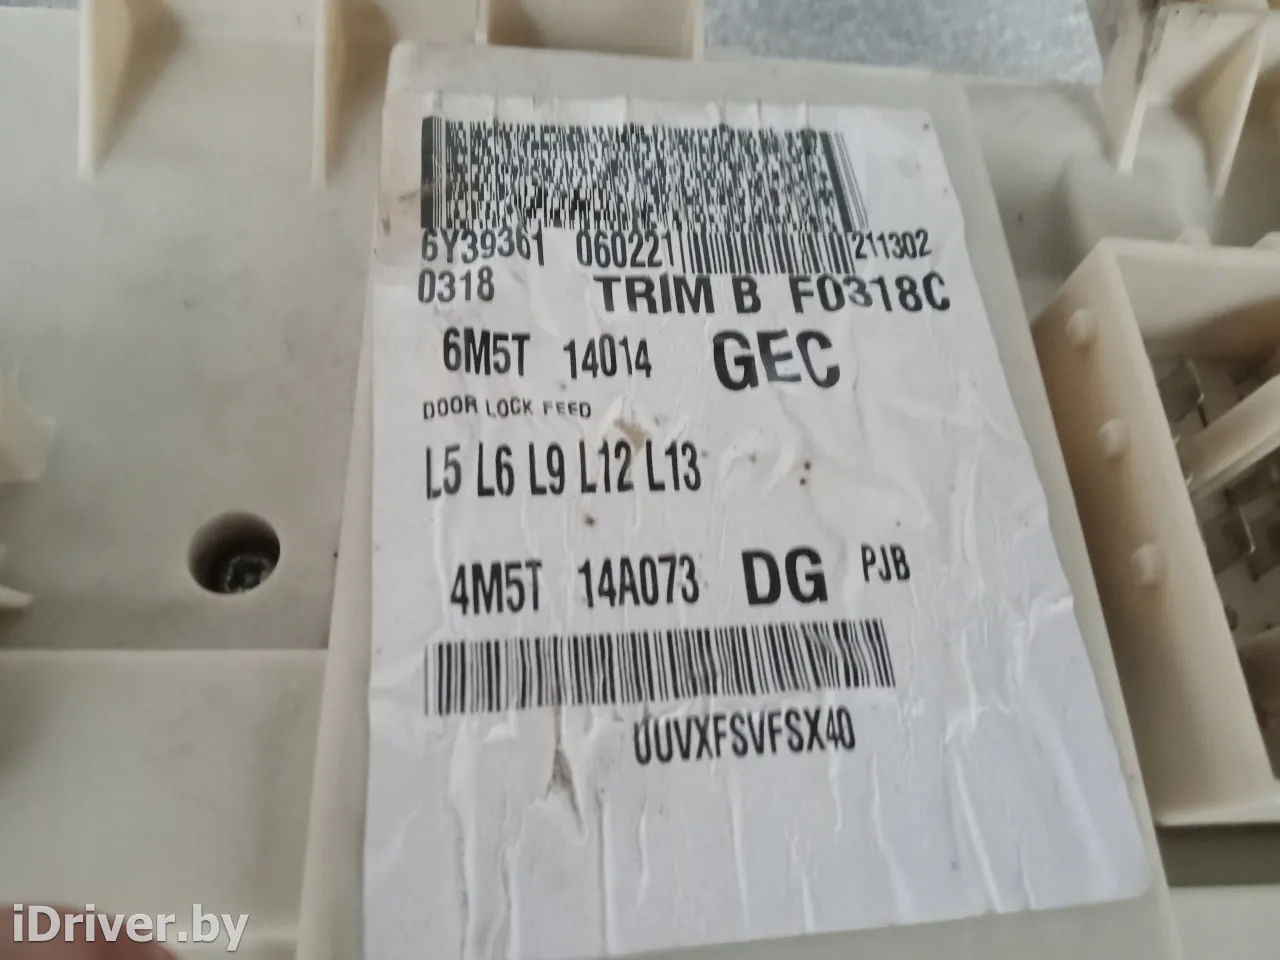 6Y39361 060221 211302
0318 TRIM B F0318C
6M5T 14014 GEC
DOOR LOCK FEED
L5 L6 L9 L12 L13
4M5T 14A073 DG PJB
UUVXFSVFSX40
iDriver.by